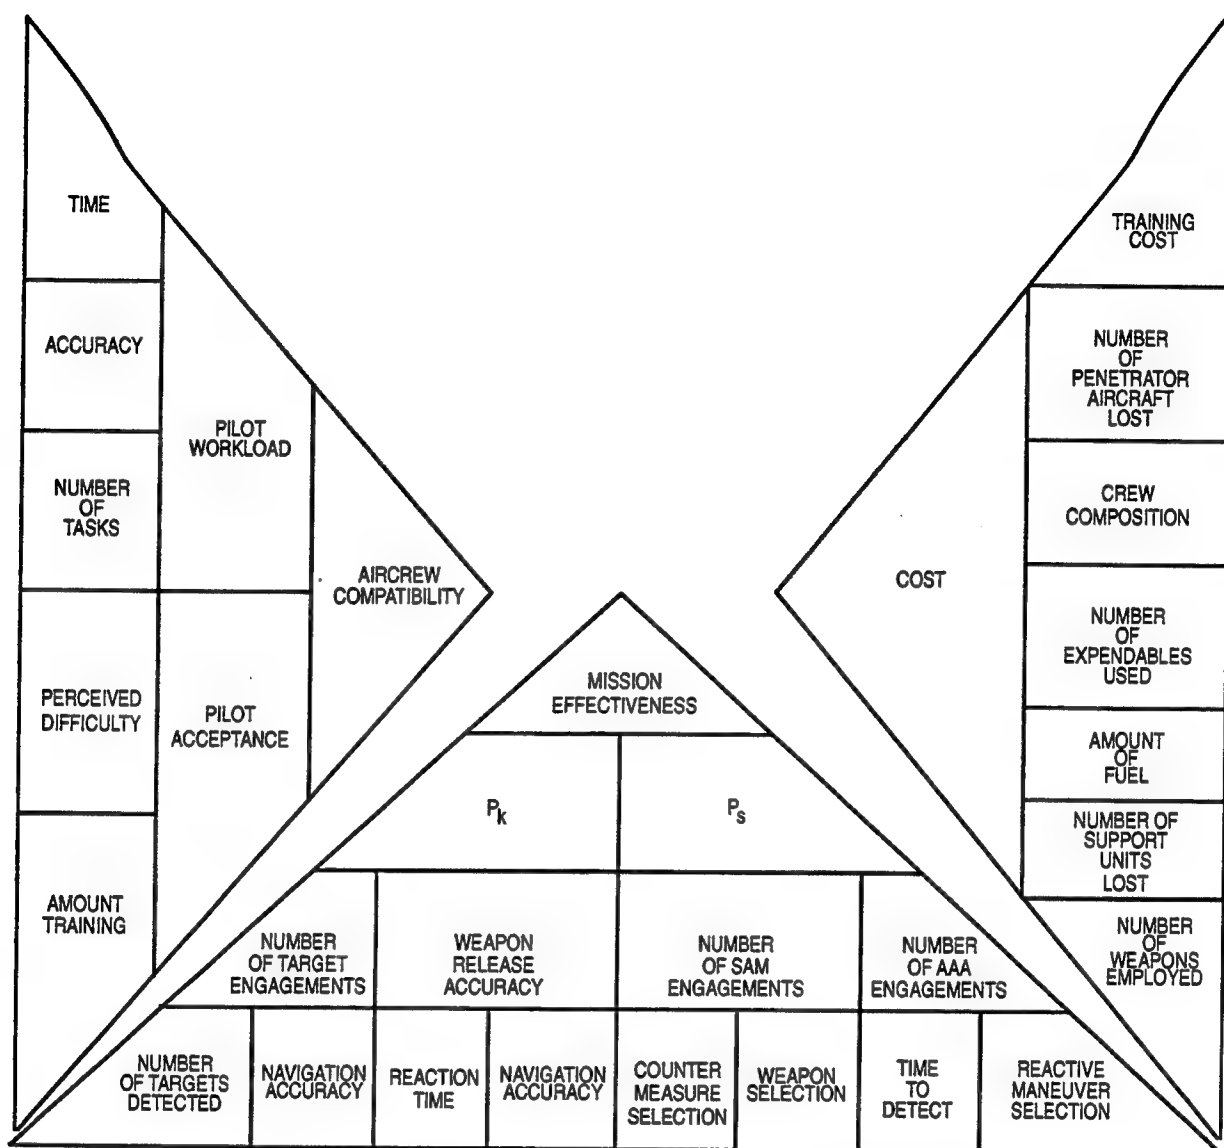 TIME
ACCURACY
NUMBER
OF
TASKS
PERCEIVED
DIFFICULTY
AMOUNT
TRAINING
PILOT
WORKLOAD
PILOT
ACCEPTANCE
AIRCREW
COMPATIBILITY
MISSION
EFFECTIVENESS
Pk
Ps
NUMBER
OF TARGET
ENGAGEMENTS
WEAPON
RELEASE
ACCURACY
NUMBER
OF SAM
ENGAGEMENTS
NUMBER
OF AAA
ENGAGEMENTS
NUMBER
OF TARGETS
DETECTED
NAVIGATION
ACCURACY
REACTION
TIME
NAVIGATION
ACCURACY
COUNTER
MEASURE
SELECTION
WEAPON
SELECTION
TIME
TO
DETECT
REACTIVE
MANEUVER
SELECTION
COST
TRAINING
COST
NUMBER
OF
PENETRATOR
AIRCRAFT
LOST
CREW
COMPOSITION
NUMBER
OF
EXPENDABLES
USED
AMOUNT
OF
FUEL
NUMBER OF
SUPPORT
UNITS
LOST
NUMBER
OF
WEAPONS
EMPLOYED